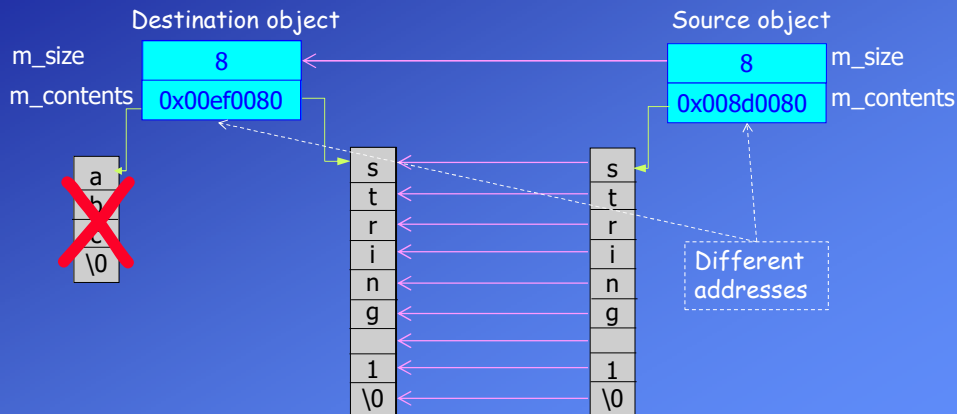 Destination object
Source object
m_size
8
8
m_size
m_contents
0x00ef0080
0x008d0080
m_contents
a
b
c
\0
s
t
r
i
n
g
1
\0
s
t
r
i
n
g
1
\0
Different
addresses